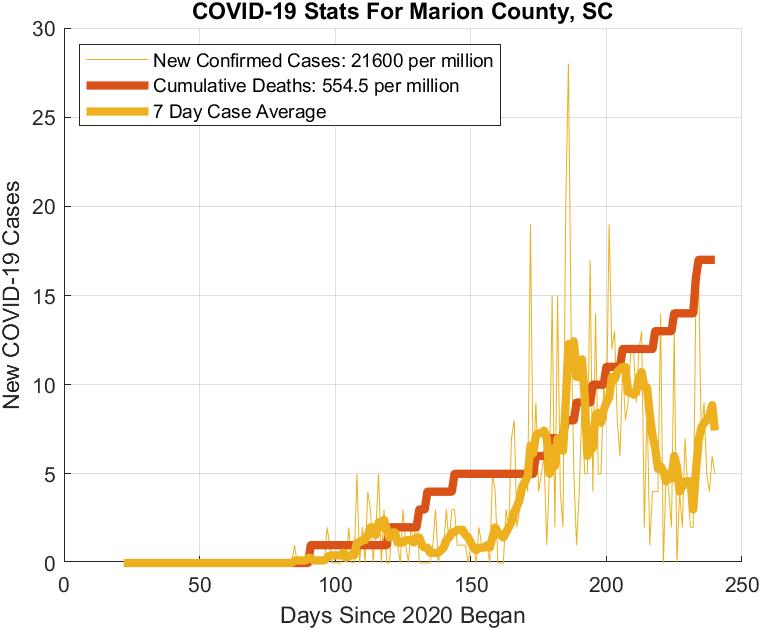 COVID-19 Stats For Marion County, SC
New Confirmed Cases: 21600 per million
Cumulative Deaths: 554.5 per million
7 Day Case Average
New COVID-19 Cases
30
25
20
15
10
5
0
0 50 100 150 200 250
Days Since 2020 Began